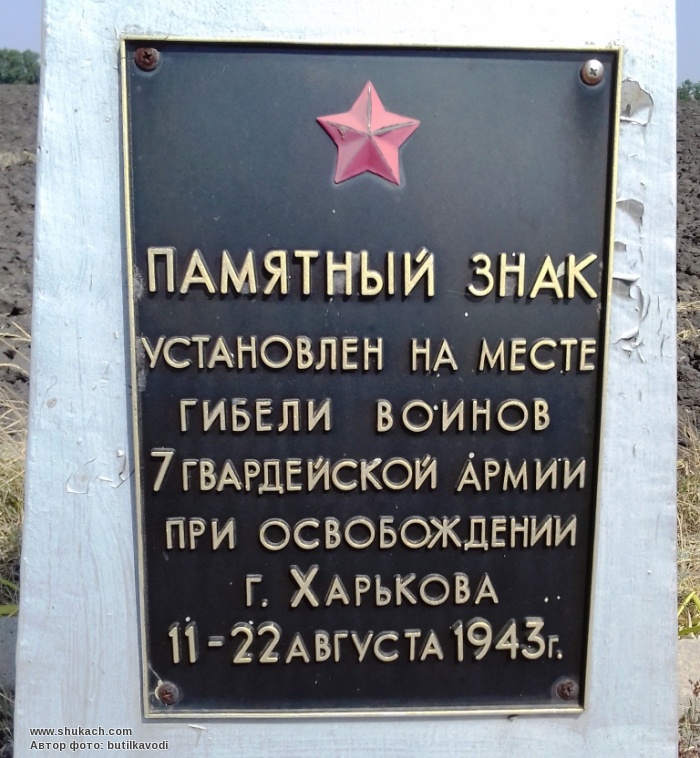 ПАМЯТНЫЙ ЗНАК
УСТАНОВЛЕН НА МЕСТЕ
ГИБЕЛИ ВОИНОВ
7 ГВАРДЕЙСКОЙ АРМИИ
ПРИ ОСВОБОЖДЕНИИ
г. ХАРЬКОВА
11-22 АВГУСТА 1943г.
www.shukach.com
Автор фото: butilkavodi